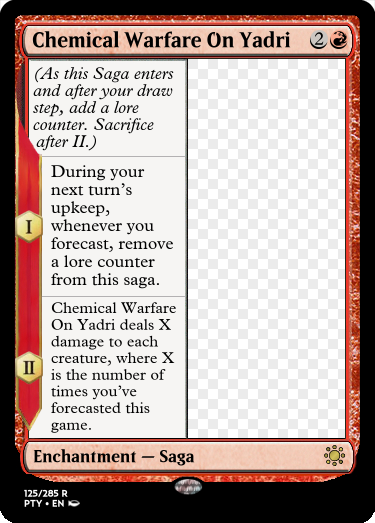 Chemical Warfare On Yadri 2
(As this Saga enters
and after your draw
step, add a lore
counter. Sacrifice
after II.)
I
During your
next turn's
upkeep,
whenever you
forecast, remove
a lore counter
from this saga.
II
Chemical Warfare
On Yadri deals X
damage to each
creature, where X
is the number of
times you've
forecasted this
game.
Enchantment — Saga
125/285 R
PTY • EN